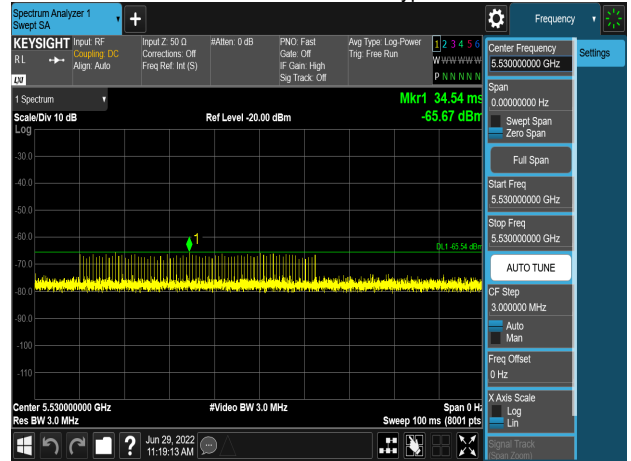 Spectrum Analyzer 1
Swept SA
Frequency
KEYSIGHT
R L
LXI
Input: RF
Coupling: DC
Align: Auto
Input Z: 50 Ω
Corrections: Off
Freq Ref: Int (S)
#Atten: 0 dB
PNO: Fast
Gate: Off
IF Gain: High
Sig Track: Off
Avg Type: Log-Power
Trig: Free Run
1 2 3 4 5 6
W W W W W W
P N N N N N
1 Spectrum
Mkr1 34.54 ms
Scale/Div 10 dB
Ref Level -20.00 dBm
-65.67 dBm
Log
-30.0
-40.0
-50.0
-60.0
-70.0
-80.0
-90.0
-100
-110
1
DL1 -65.54 dBm
Center 5.530000000 GHz
#Video BW 3.0 MHz
Span 0 Hz
Res BW 3.0 MHz
Sweep 100 ms (8001 pts
Jun 29, 2022
11:19:13 AM
Center Frequency
5.530000000 GHz
Settings
Span
0.00000000 Hz
Swept Span
Zero Span
Full Span
Start Freq
5.530000000 GHz
Stop Freq
5.530000000 GHz
AUTO TUNE
CF Step
3.000000 MHz
Auto
Man
Freq Offset
0 Hz
X Axis Scale
Log
Lin
Signal Track
(Span Zoom)